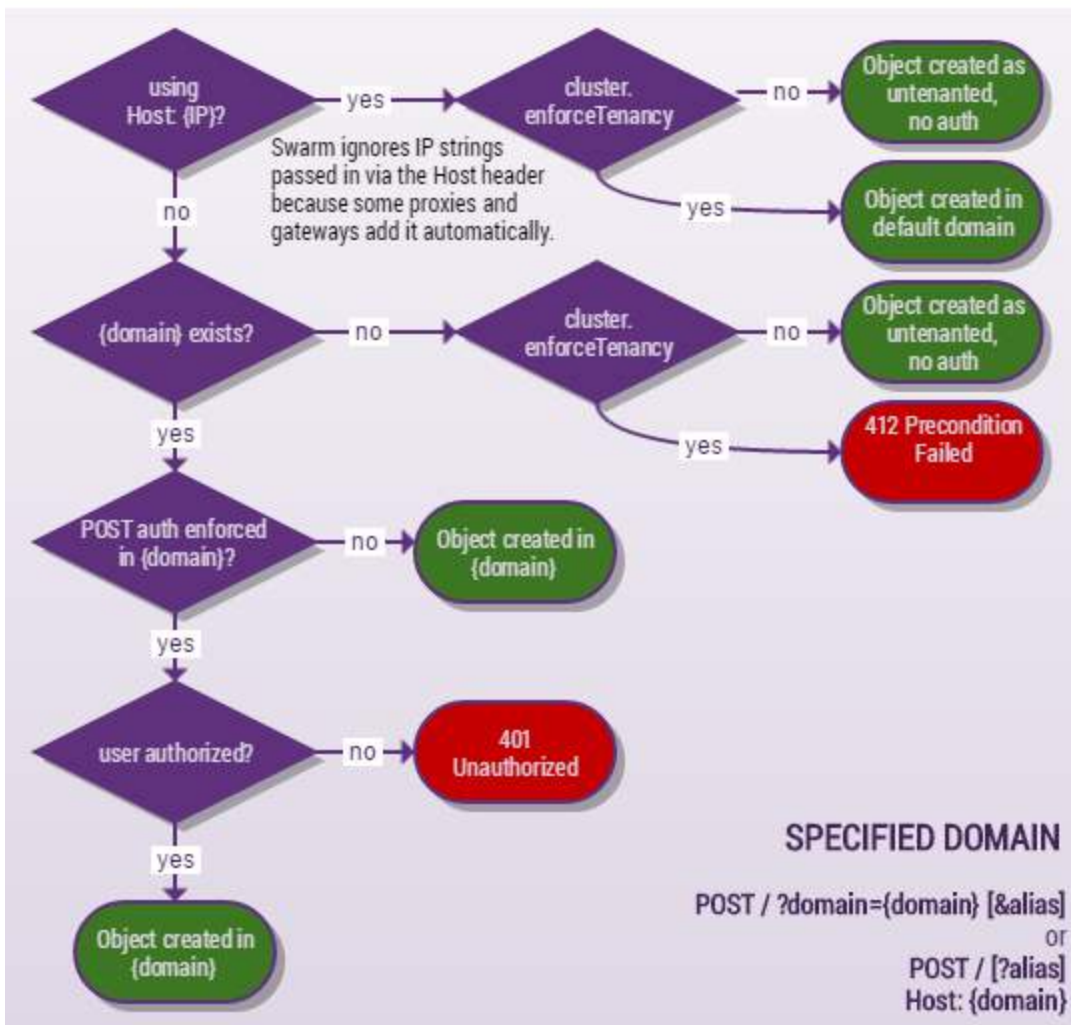 using
Host: {IP}?
yes
cluster.
enforceTenancy
no
Object created as
untenanted,
no auth
Swarm ignores IP strings
passed in via the Host header
because some proxies and
gateways add it automatically.
yes
Object created in
default domain
no
{domain} exists?
no
cluster.
enforceTenancy
no
Object created as
untenanted,
no auth
yes
412 Precondition
Failed
yes
POST auth enforced
in {domain}?
no
Object created in
{domain}
yes
user authorized?
no
401
Unauthorized
yes
Object created in
{domain}
SPECIFIED DOMAIN
POST / ?domain={domain} [&alias]
or
POST / [?alias]
Host: {domain}